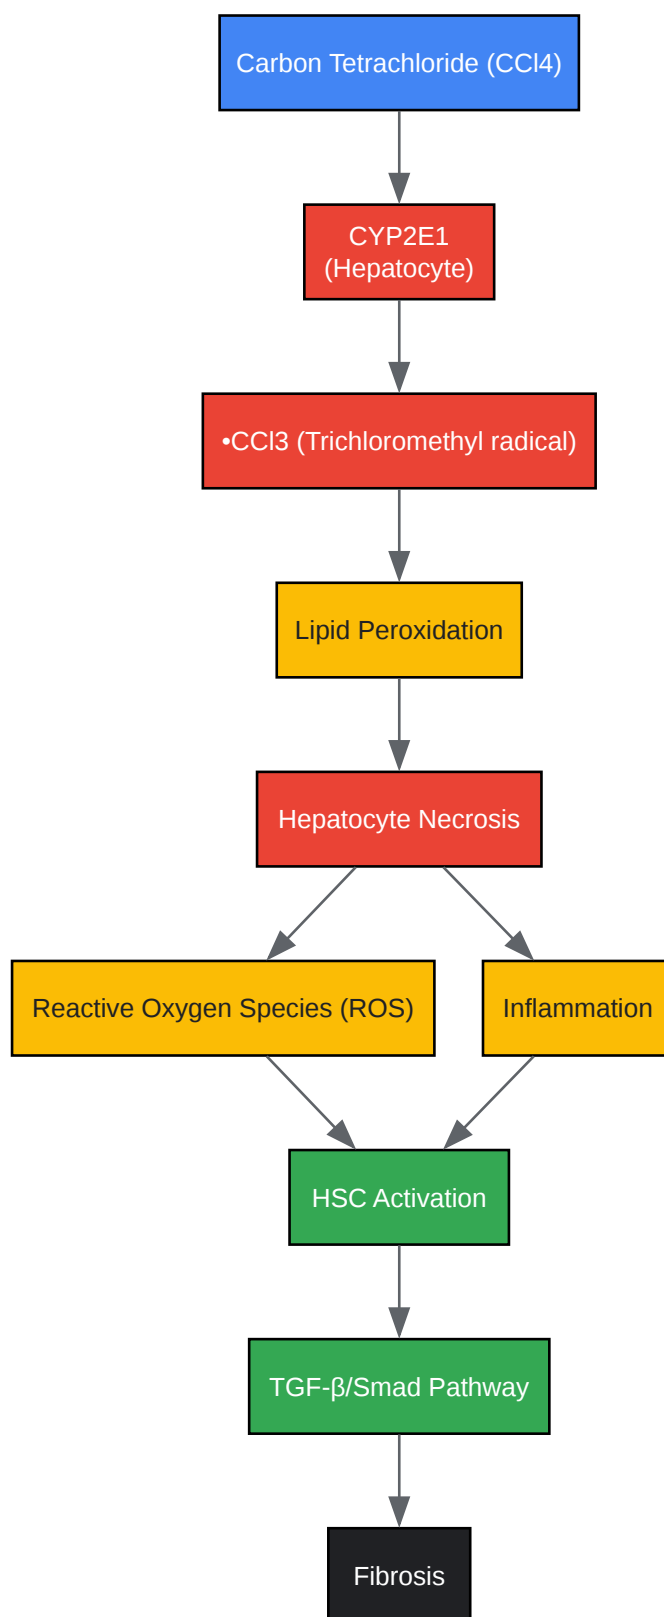 Carbon Tetrachloride (CCl4)
CYP2E1
(Hepatocyte)
•CCl3 (Trichloromethyl radical)
Lipid Peroxidation
Hepatocyte Necrosis
Reactive Oxygen Species (ROS)
Inflammation
HSC Activation
TGF-β/Smad Pathway
Fibrosis